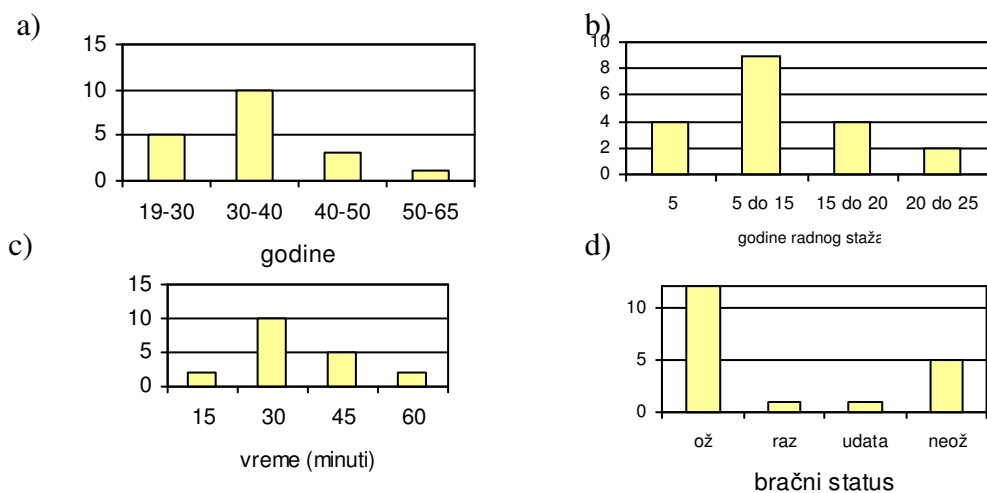 a)
15
10
5
0
19-30 30-40 40-50 50-65
godine
b)
10
8
6
4
2
0
5 5 do 15 15 do 20 20 do 25
godine radnog staža
c)
15
10
5
0
15 30 45 60
vreme (minuti)
d)
10
5
0
ož raz udata neož
bračni status